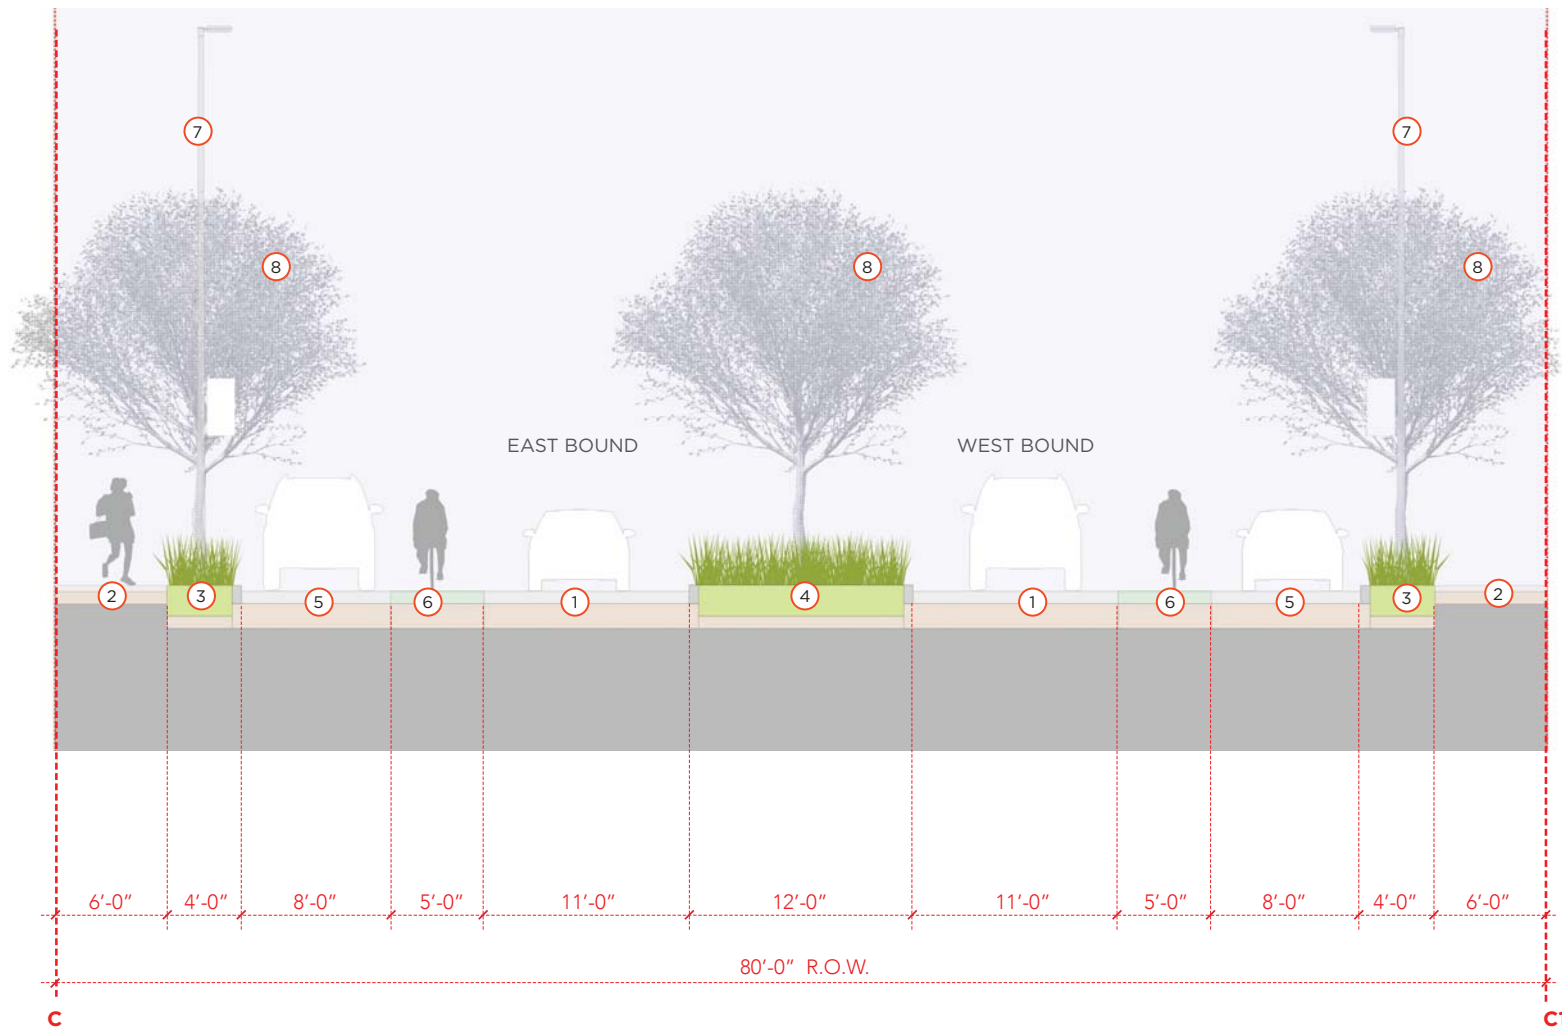 7 7
8 8 8
EAST BOUND WEST BOUND
2 3 5 6 1 4 1 6 5 3 2
6'-0" 4'-0" 8'-0" 5'-0" 11'-0" 12'-0" 11'-0" 5'-0" 8'-0" 4'-0" 6'-0"
80'-0" R.O.W.
C